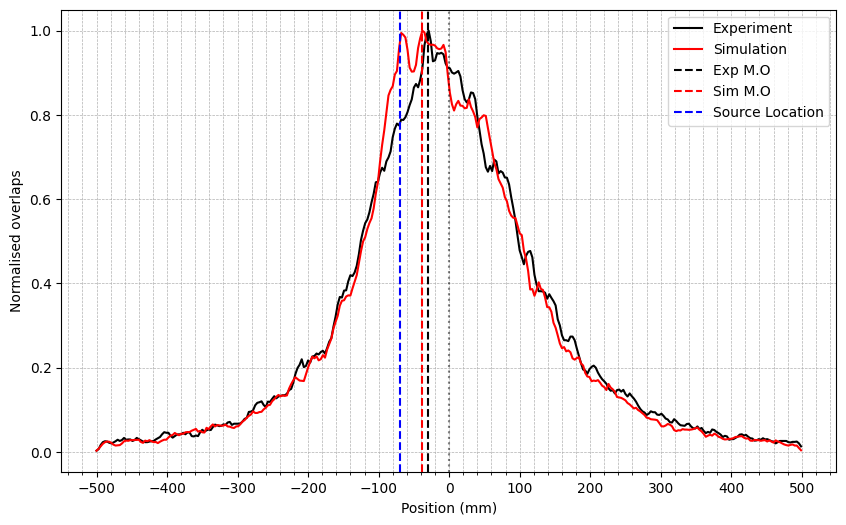 Experiment
Simulation
Exp M.O
Sim M.O
Source Location
Normalised overlaps
1.0
0.8
0.6
0.4
0.2
0.0
−500 −400 −300 −200 −100 0 100 200 300 400 500
Position (mm)